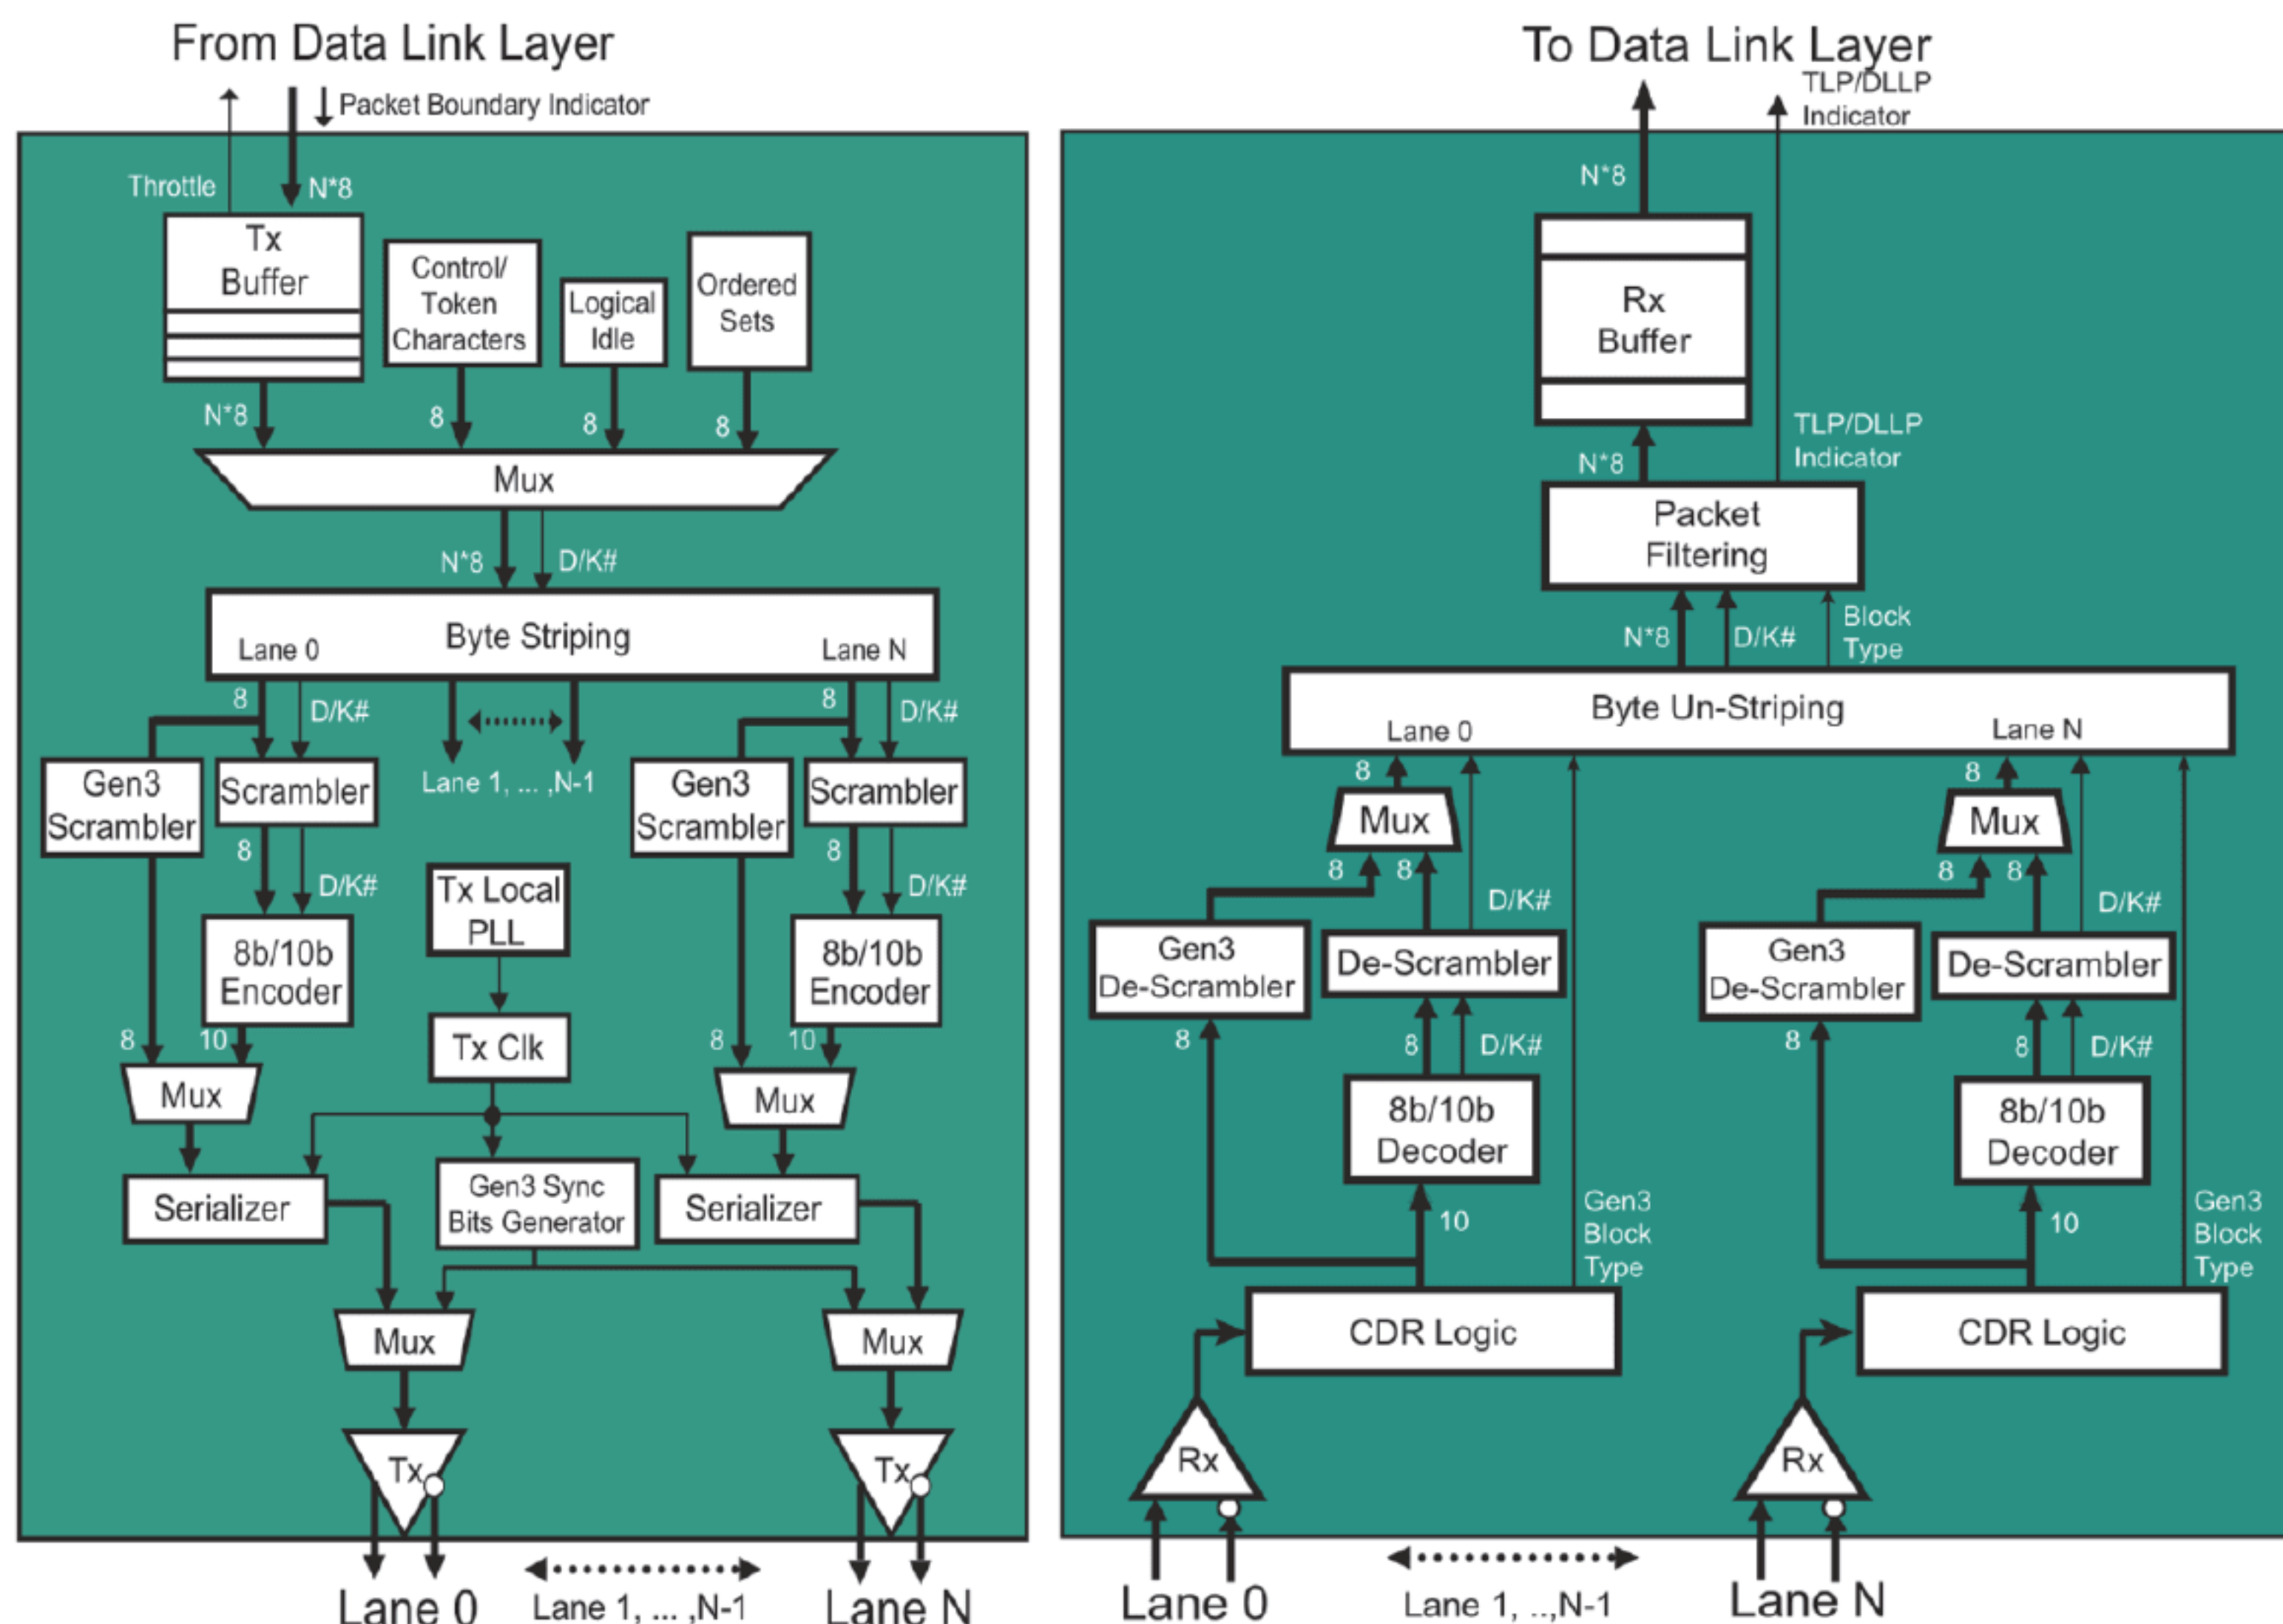 From Data Link Layer
Packet Boundary Indicator
Throttle
N*8
Tx
Buffer
Control/
Token
Characters
Logical
Idle
Ordered
Sets
N*8
8
8
8
Mux
N*8
D/K#
Byte Striping
Lane 0
Lane N
8
D/K#
8
D/K#
Gen3
Scrambler
Scrambler
Lane 1, ... ,N-1
Gen3
Scrambler
Scrambler
8
D/K#
8
D/K#
Tx Local
PLL
8b/10b
Encoder
8b/10b
Encoder
Tx Clk
8
10
8
10
Mux
Mux
Serializer
Gen3 Sync
Bits Generator
Serializer
Mux
Mux
Tx
Tx
Lane 0
Lane 1, ... ,N-1
Lane N
To Data Link Layer
TLP/DLLP
Indicator
N*8
Rx
Buffer
N*8
TLP/DLLP
Indicator
Packet
Filtering
N*8
D/K#
Block
Type
Byte Un-Striping
Lane 0
Lane N
8
8
Mux
Mux
8
8
8
8
D/K#
D/K#
Gen3
De-Scrambler
De-Scrambler
Gen3
De-Scrambler
De-Scrambler
8
8
D/K#
8
8
D/K#
8b/10b
Decoder
8b/10b
Decoder
10
Gen3
Block
Type
10
Gen3
Block
Type
CDR Logic
CDR Logic
Rx
Rx
Lane 0
Lane 1, ..,N-1
Lane N